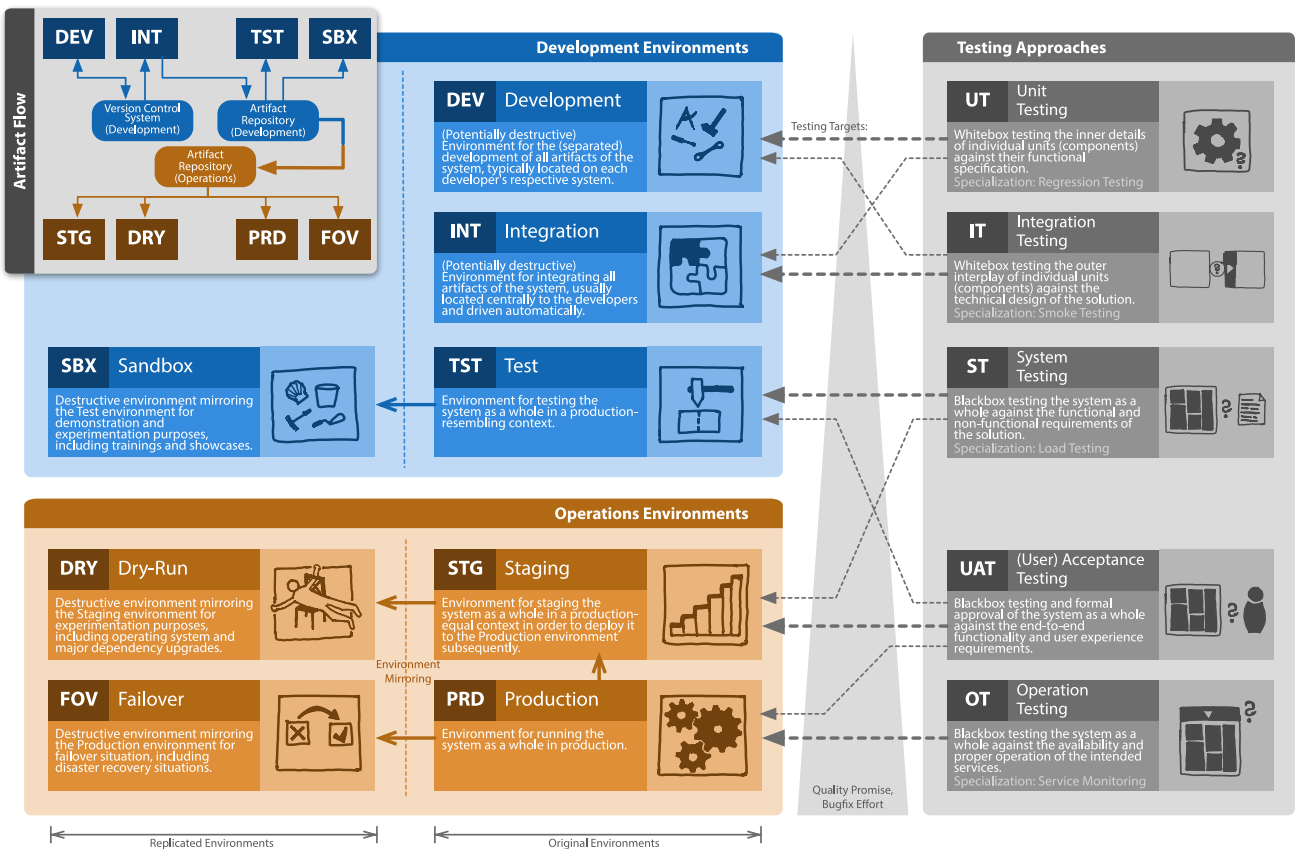 Artifact Flow
DEV
INT
TST
SBX
Version Control
System
(Development)
Artifact
Repository
(Development)
Artifact
Repository
(Operations)
STG
DRY
PRD
FOV
Development Environments
DEV Development
(Potentially destructive)
Environment for the (separated)
development of all artifacts of the
system, typically located on each
developer's respective system.
INT Integration
(Potentially destructive)
Environment for integrating all
artifacts of the system, usually
located centrally to the developers
and driven automatically.
SBX Sandbox
Destructive environment mirroring
the Test environment for
demonstration and
experimentation purposes,
including trainings and showcases.
TST Test
Environment for testing the
system as a whole in a production-
resembling context.
Operations Environments
DRY Dry-Run
Destructive environment mirroring
the Staging environment for
experimentation purposes,
including operating system and
major dependency upgrades.
STG Staging
Environment for staging the
system as a whole in a production-
equal context in order to deploy it
to the Production environment
subsequently.
Environment
Mirroring
FOV Failover
Destructive environment mirroring
the Production environment for
failover situation, including
disaster recovery situations.
PRD Production
Environment for running the
system as a whole in production.
Replicated Environments
Original Environments
Testing Targets:
Quality Promise,
Bugfix Effort
Testing Approaches
UT Unit
Testing
Whitebox testing the inner details
of individual units (components)
against their functional
specification.
Specialization: Regression Testing
IT Integration
Testing
Whitebox testing the outer
interplay of individual units
(components) against the
technical design of the solution.
Specialization: Smoke Testing
ST System
Testing
Blackbox testing the system as a
whole against the functional and
non-functional requirements of
the solution.
Specialization: Load Testing
UAT (User) Acceptance
Testing
Blackbox testing and formal
approval of the system as a whole
against the end-to-end
functionality and user experience
requirements.
OT Operation
Testing
Blackbox testing the system as a
whole against the availability and
proper operation of the intended
services.
Specialization: Service Monitoring